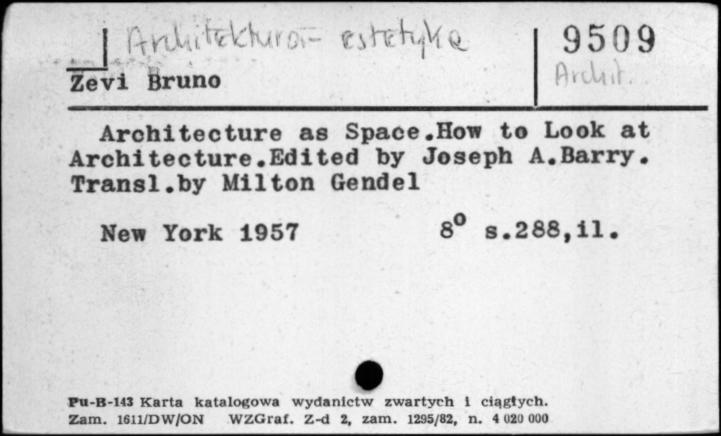 Architektura - estetyka
9509
Archit.
Zevi Bruno
Architecture as Space.How to Look at
Architecture.Edited by Joseph A.Barry.
Transl.by Milton Gendel
New York 1957 8⁰ s.288,il.
Pu-B-143 Karta katalogowa wydanictw zwartych i ciągłych.
Zam. 1611/DW/ON WZGraf. Z-d 2, zam. 1295/82, n. 4 020 000